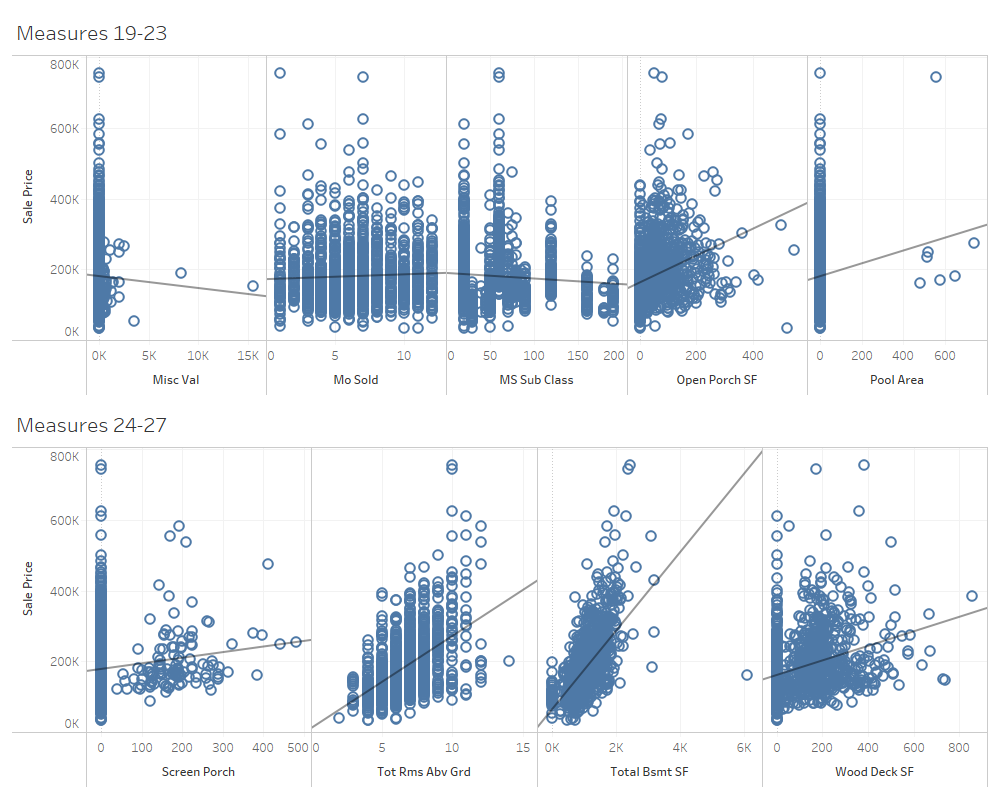 Measures 19-23
800K
600K
400K
200K
0K
Sale Price
0K 5K 10K 15K 0 5 10 0 50 100 150 200 0 200 400 0 200 400 600
Misc Val Mo Sold MS Sub Class Open Porch SF Pool Area
Measures 24-27
800K
600K
400K
200K
0K
Sale Price
0 100 200 300 400 500 0 5 10 15 0K 2K 4K 6K 0 200 400 600 800
Screen Porch Tot Rms Abv Grd Total Bsmt SF Wood Deck SF